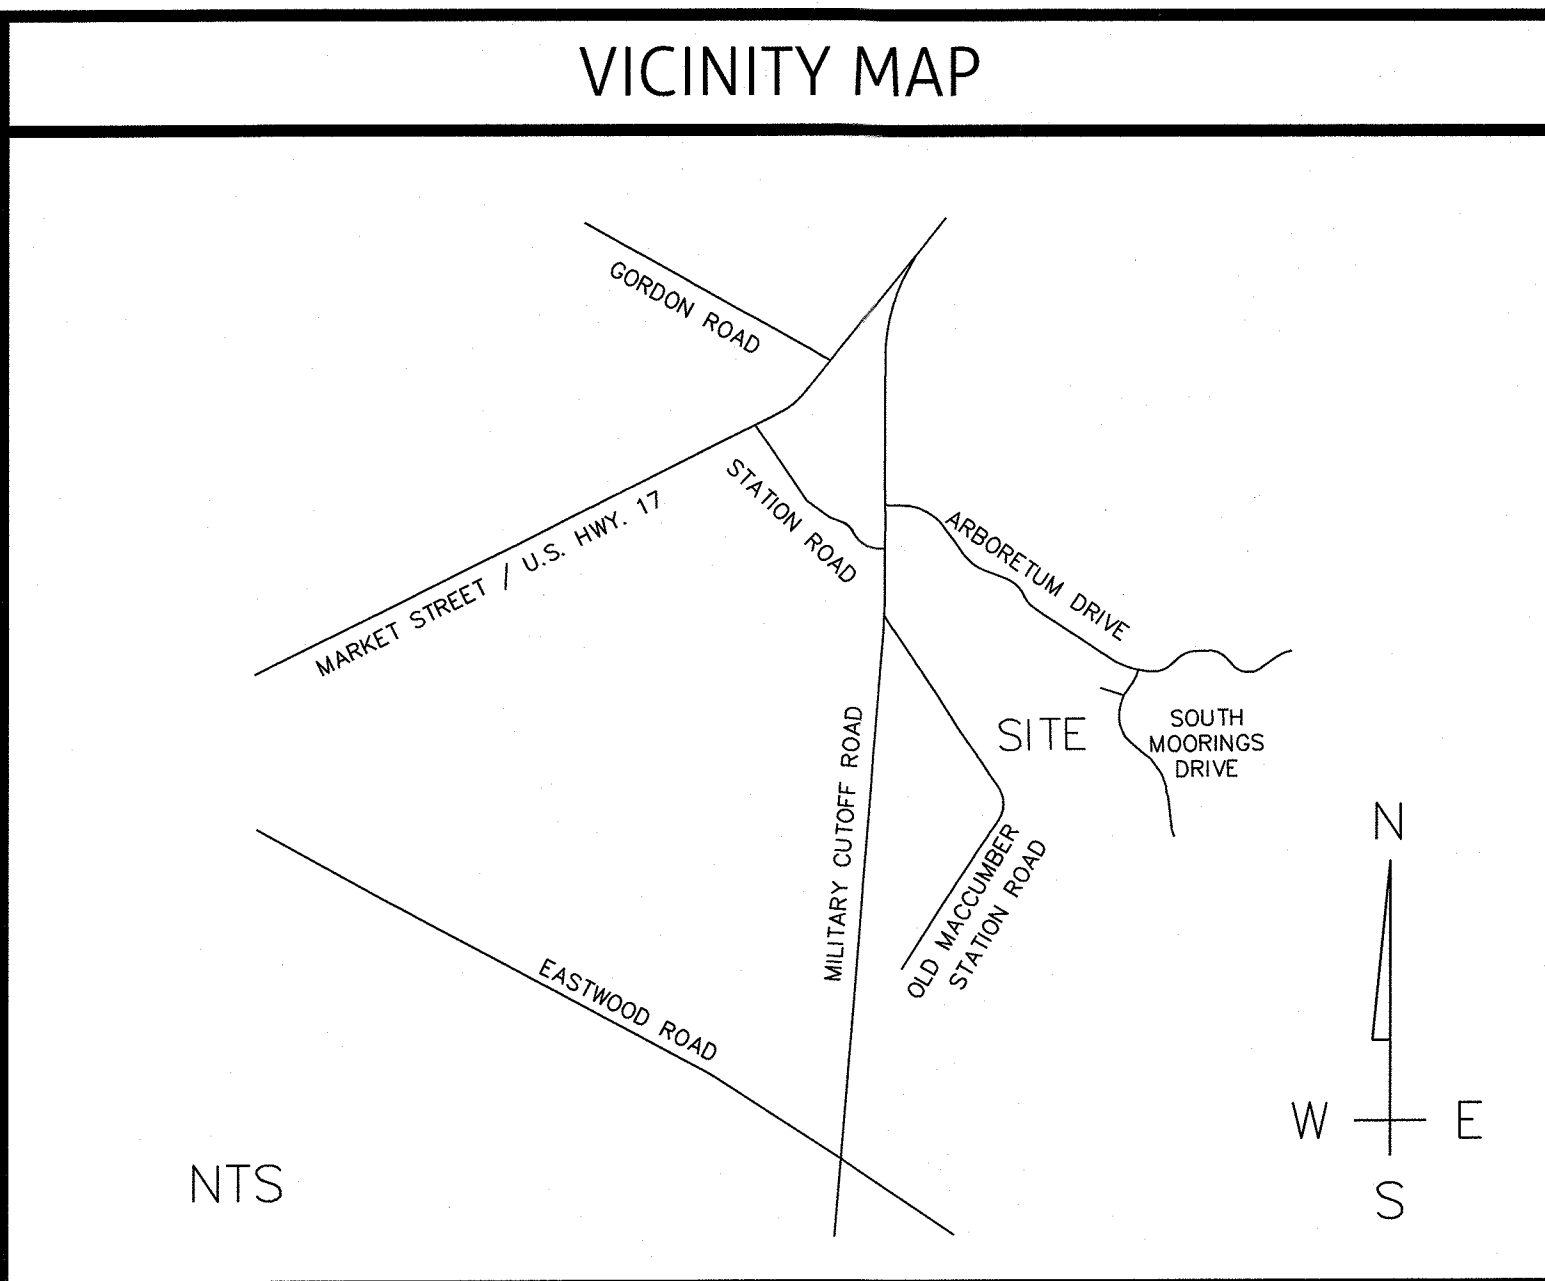 VICINITY MAP
GORDON ROAD
MARKET STREET / U.S. HWY. 17
STATION ROAD
ARBORETUM DRIVE
SITE
SOUTH
MOORINGS
DRIVE
MILITARY CUTOFF ROAD
OLD MACCUMBER
STATION ROAD
EASTWOOD ROAD
N
W E
S
NTS